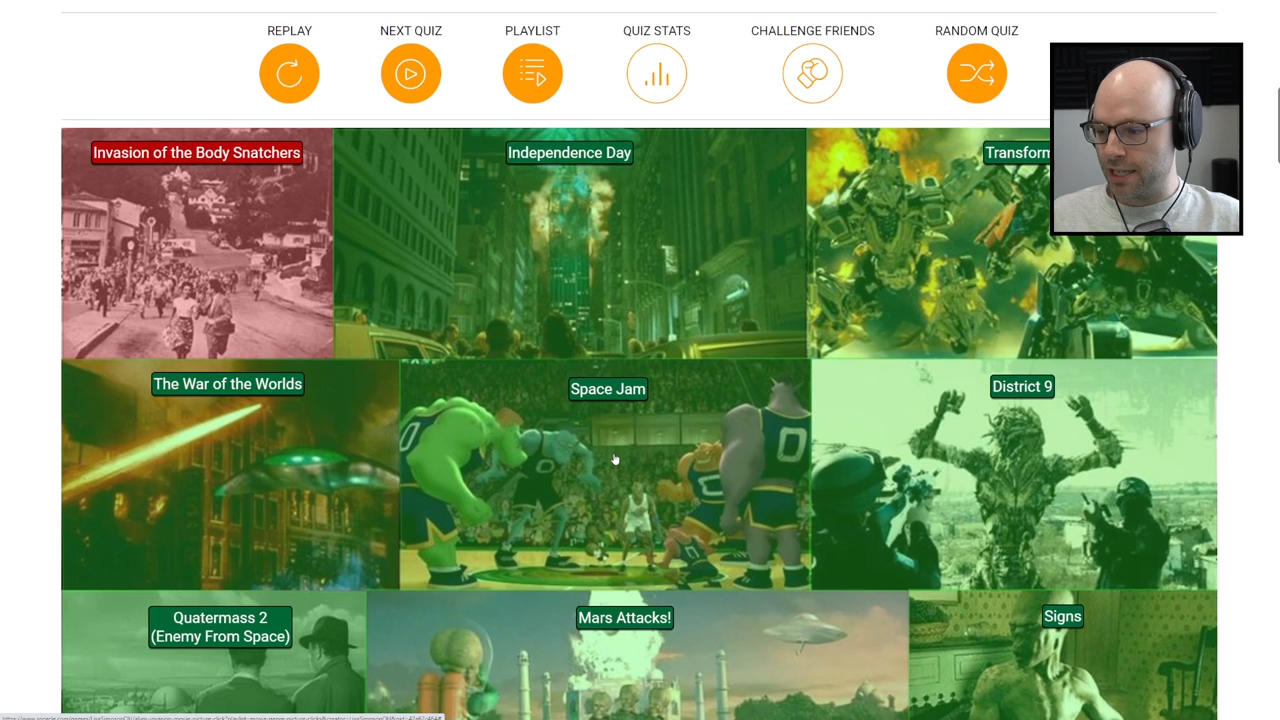 REPLAY
NEXT QUIZ
PLAYLIST
QUIZ STATS
CHALLENGE FRIENDS
RANDOM QUIZ
Invasion of the Body Snatchers
Independence Day
Transform
The War of the Worlds
Space Jam
District 9
Quatermass 2
(Enemy From Space)
Mars Attacks!
Signs